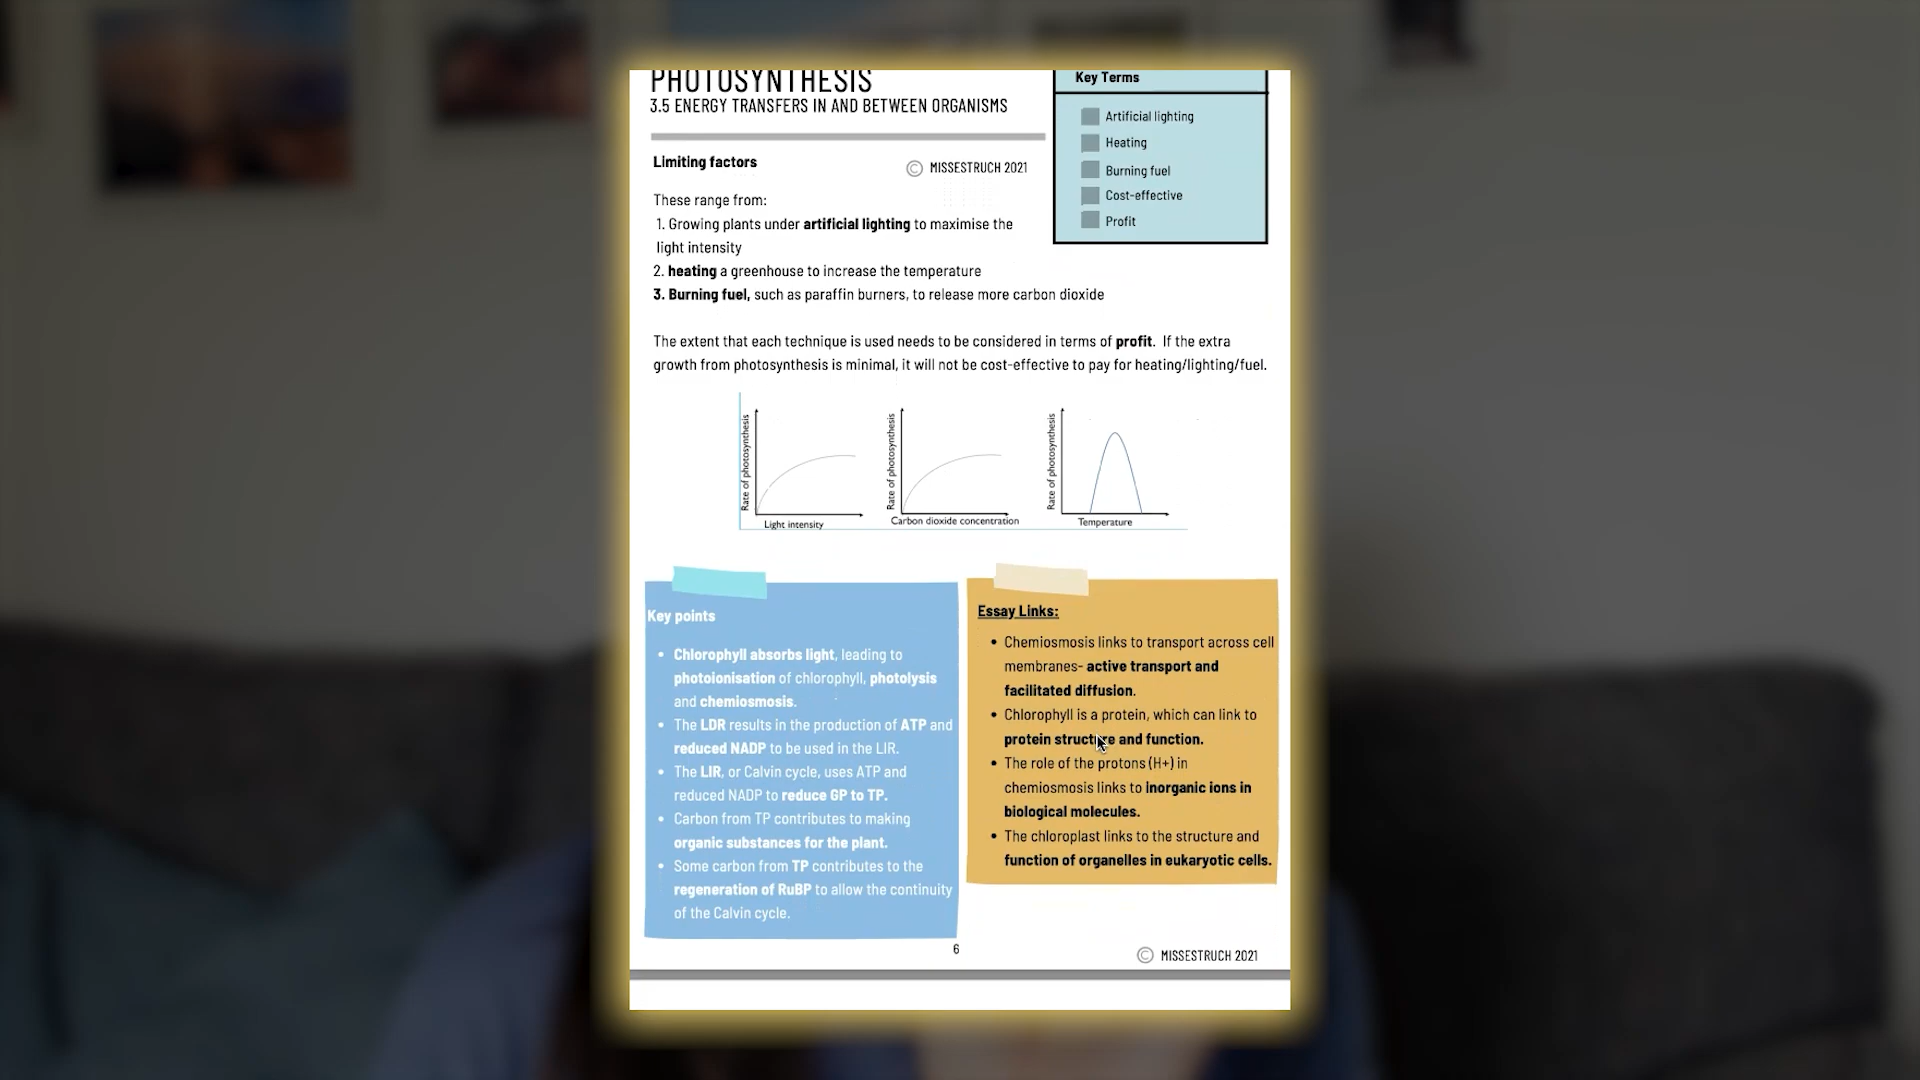 PHOTOSYNTHESIS
3.5 ENERGY TRANSFERS IN AND BETWEEN ORGANISMS
Key Terms
Artificial lighting
Heating
Burning fuel
Cost-effective
Profit
Limiting factors
© MISSESTRUCH 2021
These range from:
1. Growing plants under artificial lighting to maximise the
light intensity
2. heating a greenhouse to increase the temperature
3. Burning fuel, such as paraffin burners, to release more carbon dioxide
The extent that each technique is used needs to be considered in terms of profit. If the extra
growth from photosynthesis is minimal, it will not be cost-effective to pay for heating/lighting/fuel.
Rate of photosynthesis
Light intensity
Rate of photosynthesis
Carbon dioxide concentration
Rate of photosynthesis
Temperature
Key points
• Chlorophyll absorbs light, leading to
photoionisation of chlorophyll, photolysis
and chemiosmosis.
• The LDR results in the production of ATP and
reduced NADP to be used in the LIR.
• The LIR, or Calvin cycle, uses ATP and
reduced NADP to reduce GP to TP.
• Carbon from TP contributes to making
organic substances for the plant.
• Some carbon from TP contributes to the
regeneration of RuBP to allow the continuity
of the Calvin cycle.
Essay Links:
• Chemiosmosis links to transport across cell
membranes- active transport and
facilitated diffusion.
• Chlorophyll is a protein, which can link to
protein structure and function.
• The role of the protons (H+) in
chemiosmosis links to inorganic ions in
biological molecules.
• The chloroplast links to the structure and
function of organelles in eukaryotic cells.
6
© MISSESTRUCH 2021